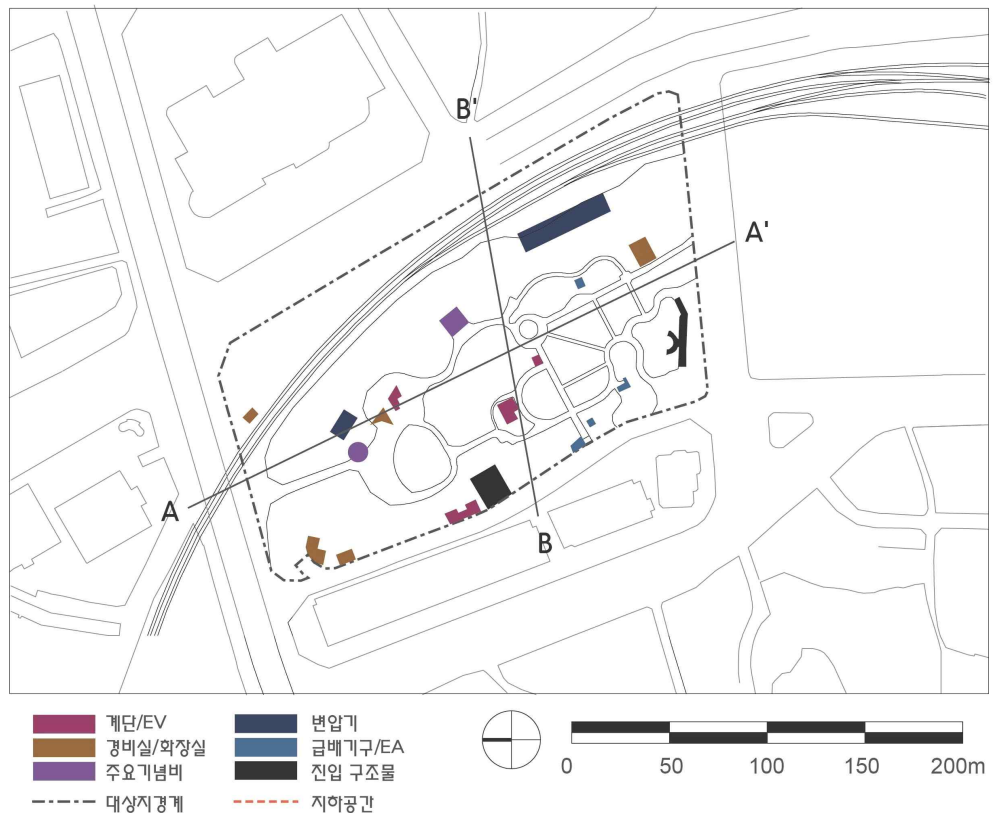 B'
A'
A
B
계단/EV 변압기
경비실/화장실 급배기구/EA
주요기념비 진입 구조물
대상지경계 지하공간
0 50 100 150 200m